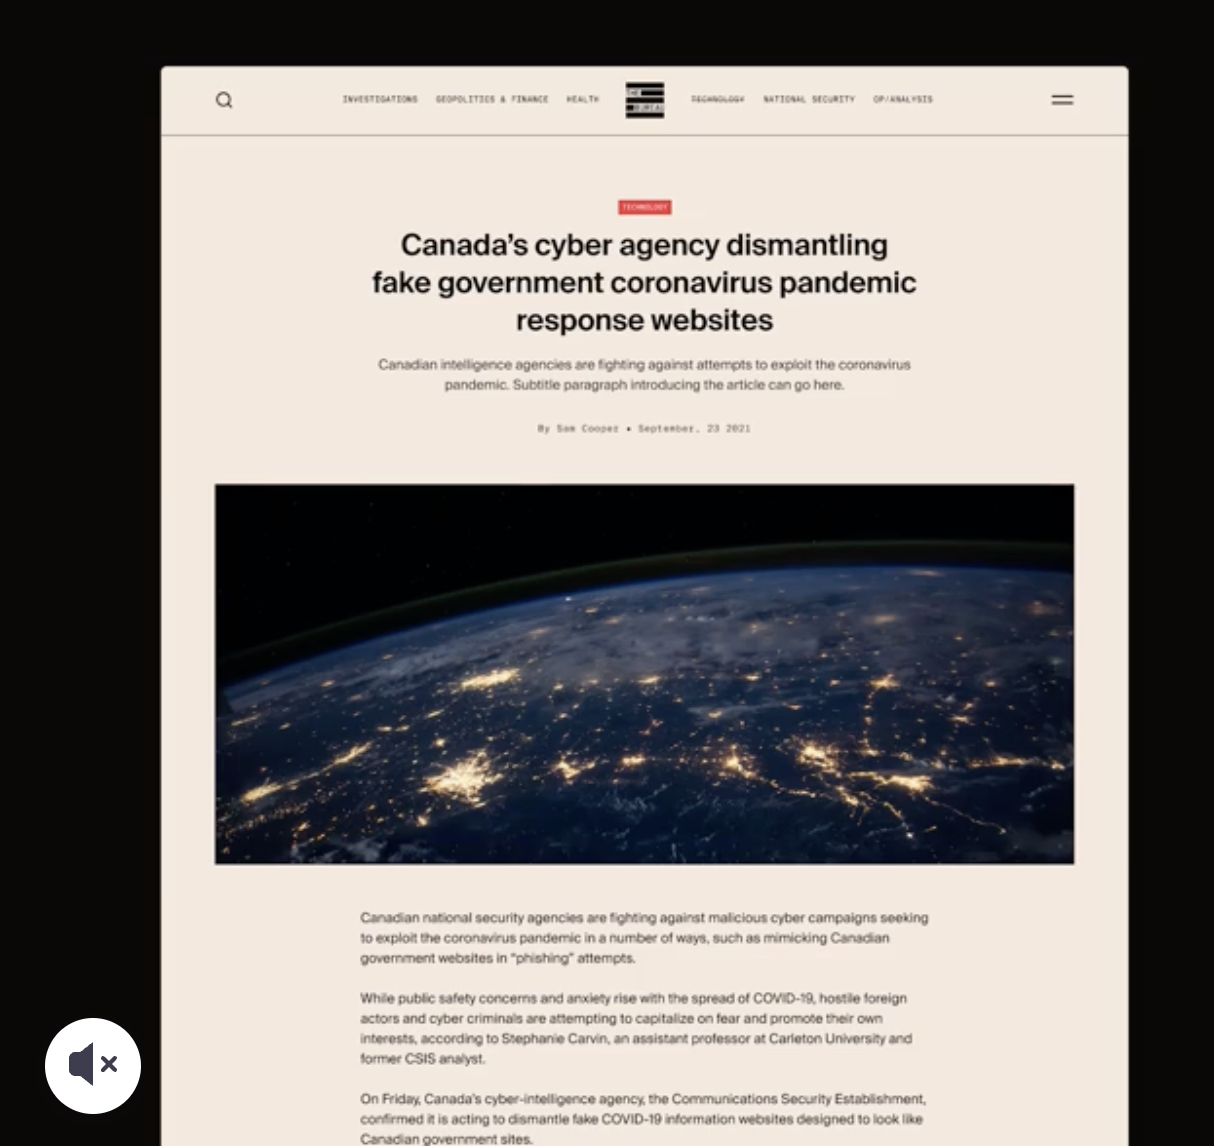 INVESTIGATIONS GEOPOLITICS & FINANCE HEALTH THE BUREAU TECHNOLOGY NATIONAL SECURITY OP/ANALYSIS
TECHNOLOGY
Canada’s cyber agency dismantling
fake government coronavirus pandemic
response websites
Canadian intelligence agencies are fighting against attempts to exploit the coronavirus
pandemic. Subtitle paragraph introducing the article can go here.
By Sam Cooper • September, 23 2021
Canadian national security agencies are fighting against malicious cyber campaigns seeking
to exploit the coronavirus pandemic in a number of ways, such as mimicking Canadian
government websites in “phishing” attempts.
While public safety concerns and anxiety rise with the spread of COVID-19, hostile foreign
actors and cyber criminals are attempting to capitalize on fear and promote their own
interests, according to Stephanie Carvin, an assistant professor at Carleton University and
former CSIS analyst.
On Friday, Canada’s cyber-intelligence agency, the Communications Security Establishment,
confirmed it is acting to dismantle fake COVID-19 information websites designed to look like
Canadian government sites.